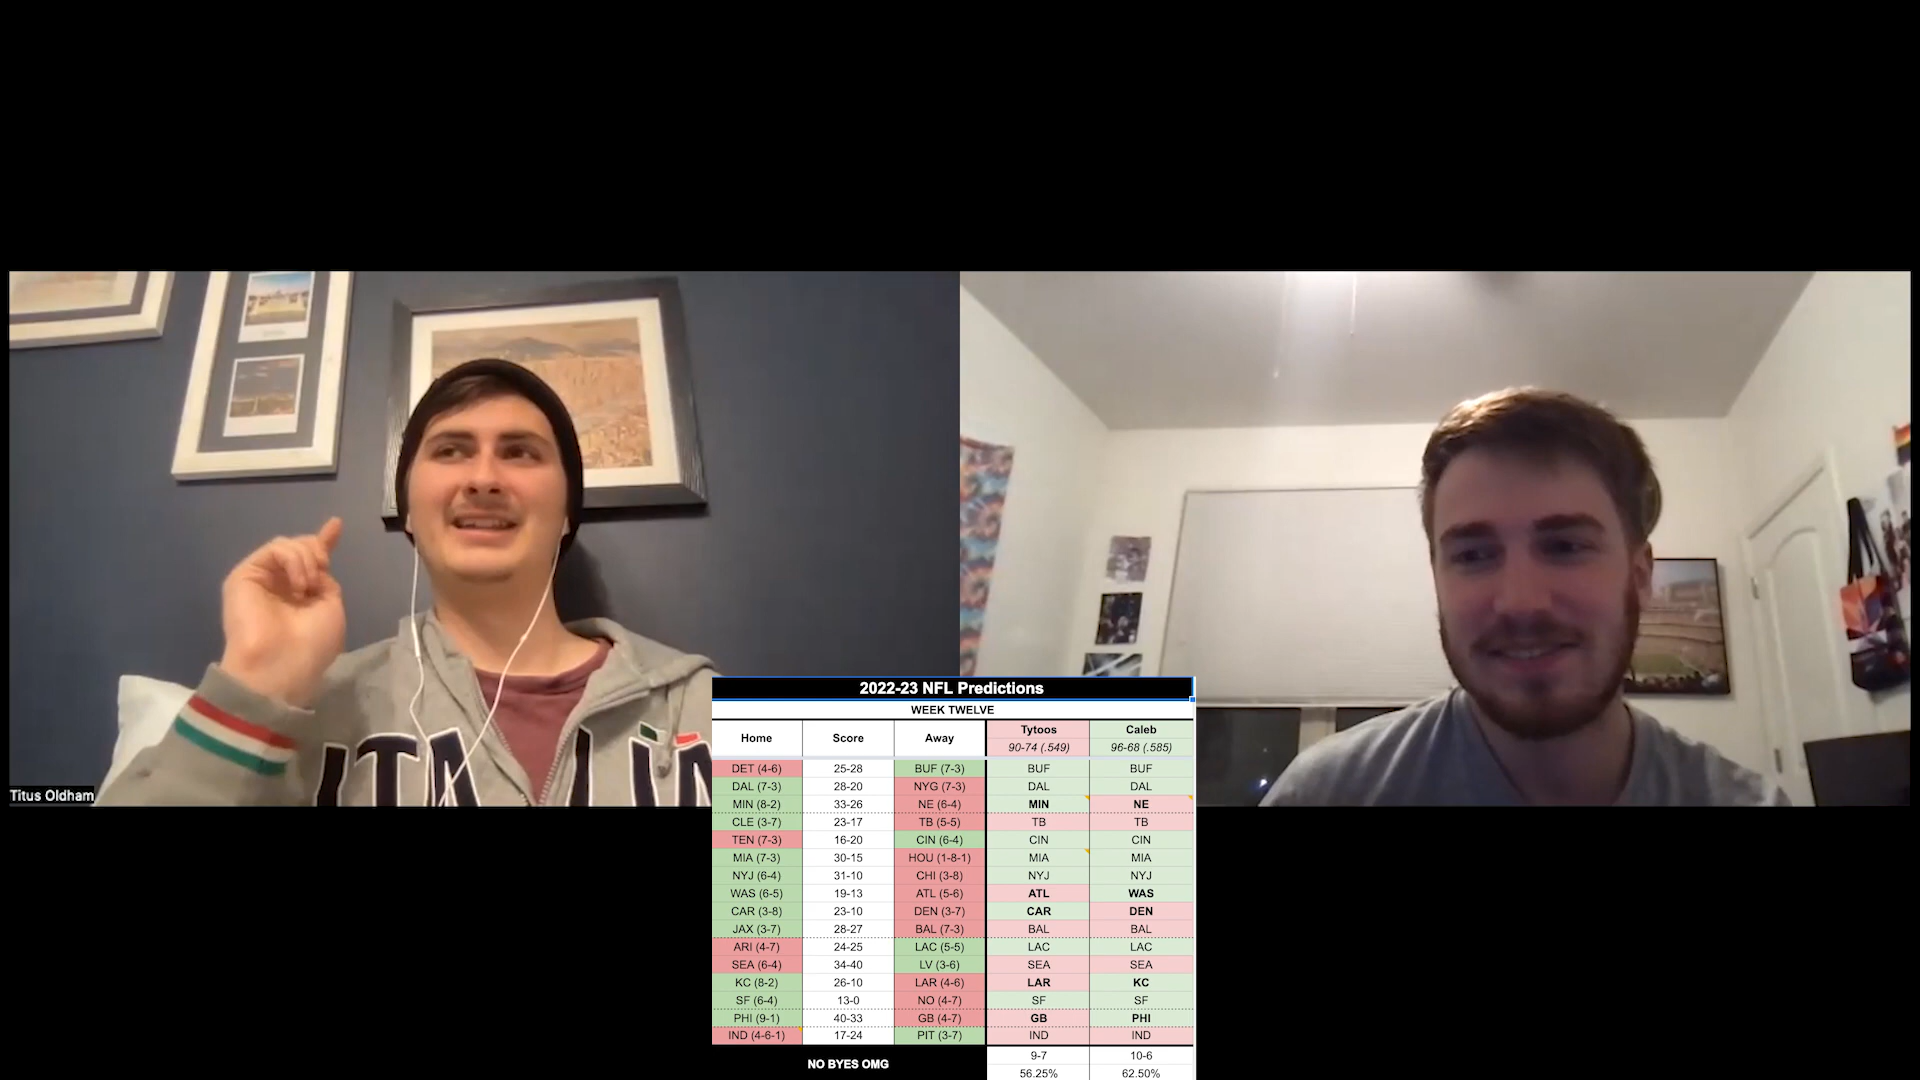 ITALIA
Titus Oldham
2022-23 NFL Predictions
WEEK TWELVE
Home Score Away Tytoos Caleb
90-74 (.549) 96-68 (.585)
DET (4-6) 25-28 BUF (7-3) BUF BUF
DAL (7-3) 28-20 NYG (7-3) DAL DAL
MIN (8-2) 33-26 NE (6-4) MIN NE
CLE (3-7) 23-17 TB (5-5) TB TB
TEN (7-3) 16-20 CIN (6-4) CIN CIN
MIA (7-3) 30-15 HOU (1-8-1) MIA MIA
NYJ (6-4) 31-10 CHI (3-8) NYJ NYJ
WAS (6-5) 19-13 ATL (5-6) ATL WAS
CAR (3-8) 23-10 DEN (3-7) CAR DEN
JAX (3-7) 28-27 BAL (7-3) BAL BAL
ARI (4-7) 24-25 LAC (5-5) LAC LAC
SEA (6-4) 34-40 LV (3-6) SEA SEA
KC (8-2) 26-10 LAR (4-6) LAR KC
SF (6-4) 13-0 NO (4-7) SF SF
PHI (9-1) 40-33 GB (4-7) GB PHI
IND (4-6-1) 17-24 PIT (3-7) IND IND
NO BYES OMG 9-7 10-6
56.25% 62.50%